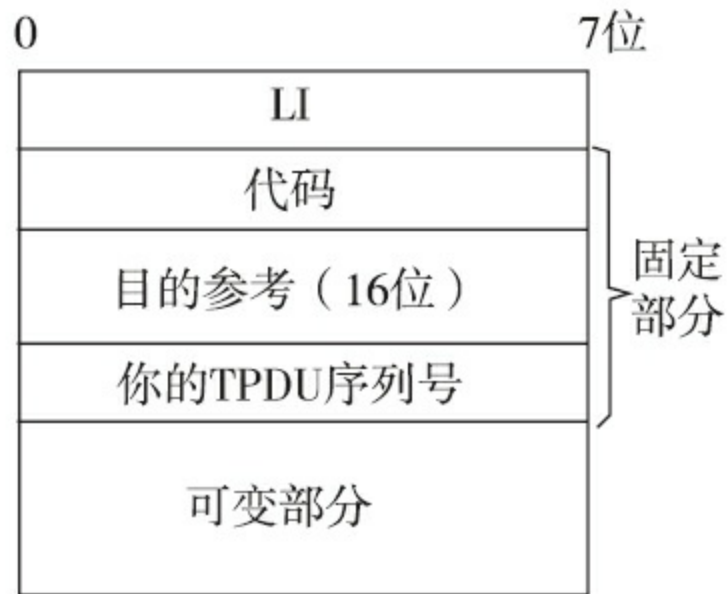 0 7位
LI
代码
目的参考（16位）
你的TPDU序列号
可变部分
固定
部分